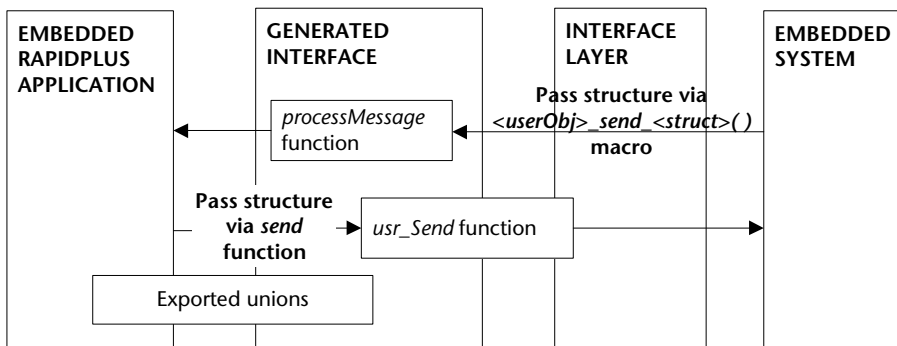 EMBEDDED
RAPIDPLUS
APPLICATION
GENERATED
INTERFACE
INTERFACE
LAYER
EMBEDDED
SYSTEM
Pass structure via
<userObj>_send_<struct>( )
macro
processMessage
function
Pass structure
via send
function
usr_Send function
Exported unions